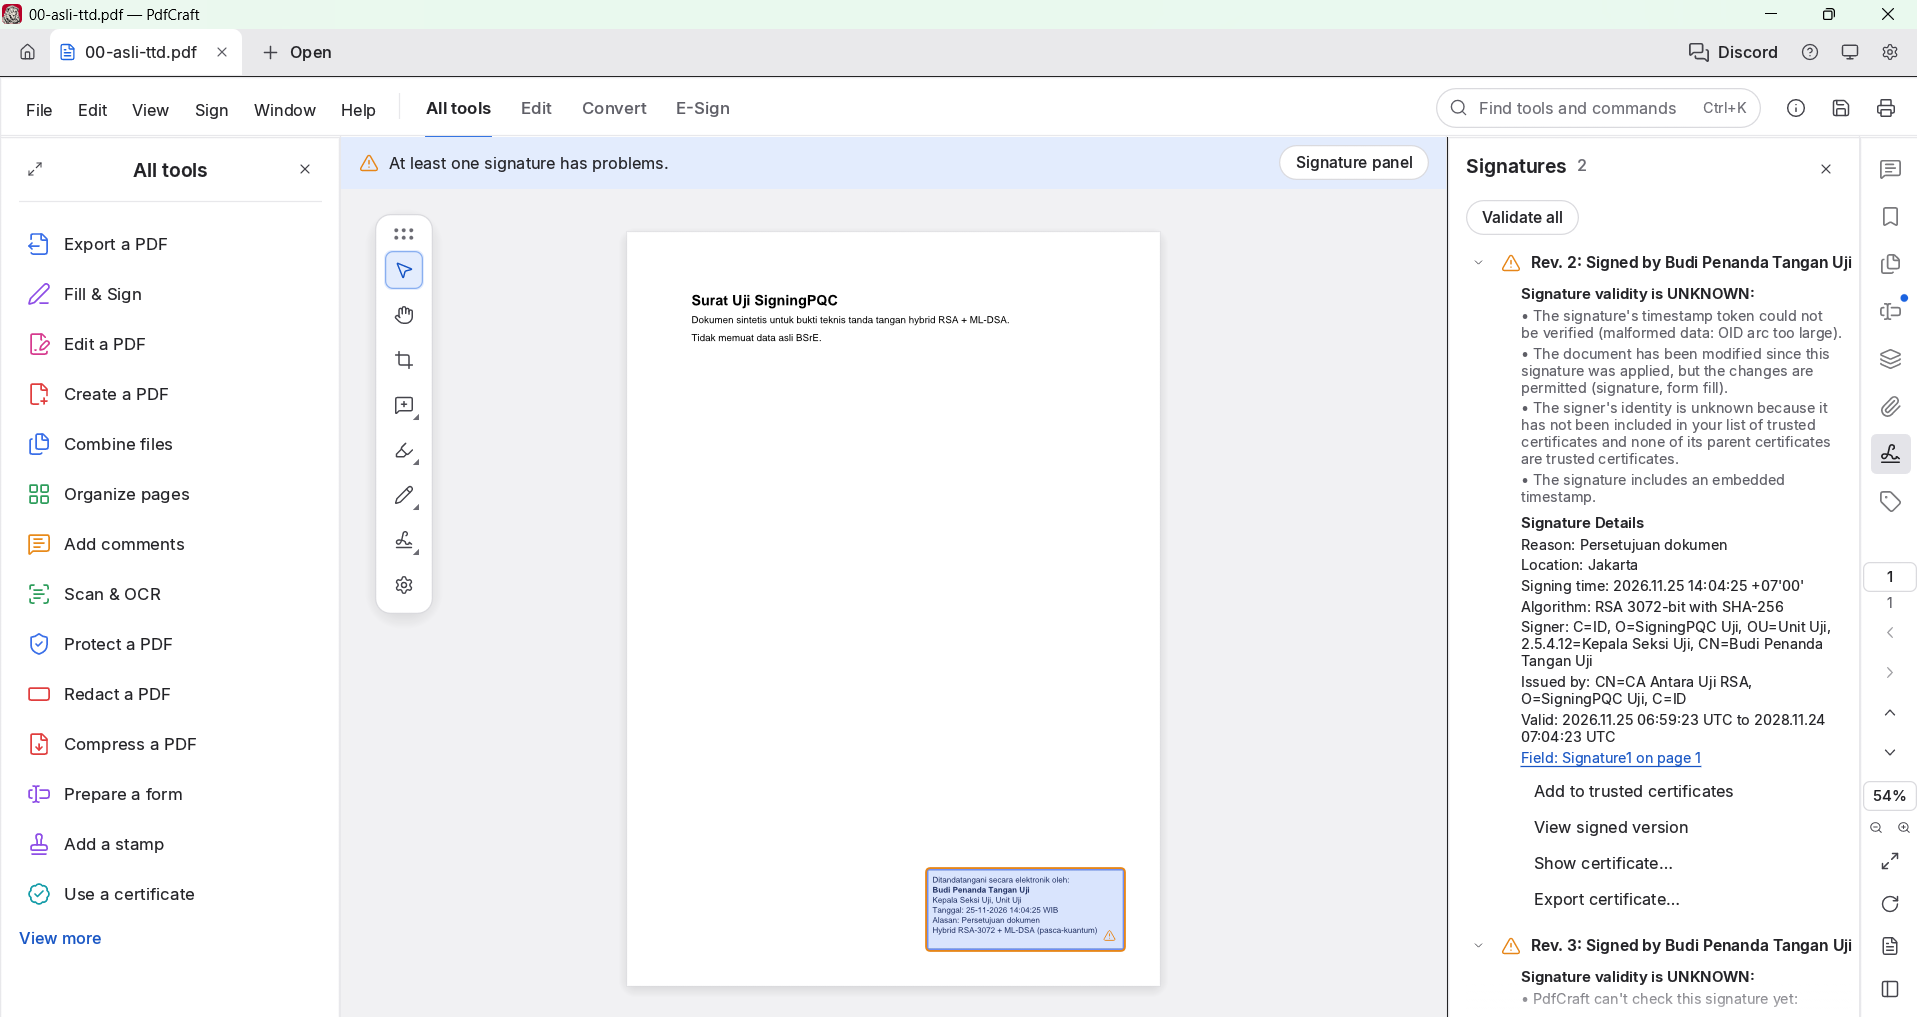 00-asli-ttd.pdf — PdfCraft
00-asli-ttd.pdf
Open
Discord
File Edit View Sign Window Help
All tools Edit Convert E-Sign
Find tools and commands Ctrl+K
All tools
Export a PDF
Fill & Sign
Edit a PDF
Create a PDF
Combine files
Organize pages
Add comments
Scan & OCR
Protect a PDF
Redact a PDF
Compress a PDF
Prepare a form
Add a stamp
Use a certificate
View more
At least one signature has problems.
Signature panel
Surat Uji SigningPQC
Dokumen sintetis untuk bukti teknis tanda tangan hybrid RSA + ML-DSA.
Tidak memuat data asli BSrE.
Ditandatangani secara elektronik oleh:
Budi Penanda Tangan Uji
Kepala Seksi Uji, Unit Uji
Tanggal: 25-11-2026 14:04:25 WIB
Alasan: Persetujuan dokumen
Hybrid RSA-3072 + ML-DSA (pasca-kuantum)
Signatures 2
Validate all
Rev. 2: Signed by Budi Penanda Tangan Uji
Signature validity is UNKNOWN:
• The signature's timestamp token could not
be verified (malformed data: OID arc too large).
• The document has been modified since this
signature was applied, but the changes are
permitted (signature, form fill).
• The signer's identity is unknown because it
has not been included in your list of trusted
certificates and none of its parent certificates
are trusted certificates.
• The signature includes an embedded
timestamp.
Signature Details
Reason: Persetujuan dokumen
Location: Jakarta
Signing time: 2026.11.25 14:04:25 +07'00'
Algorithm: RSA 3072-bit with SHA-256
Signer: C=ID, O=SigningPQC Uji, OU=Unit Uji,
2.5.4.12=Kepala Seksi Uji, CN=Budi Penanda
Tangan Uji
Issued by: CN=CA Antara Uji RSA,
O=SigningPQC Uji, C=ID
Valid: 2026.11.25 06:59:23 UTC to 2028.11.24
07:04:23 UTC
Field: Signature1 on page 1
Add to trusted certificates
View signed version
Show certificate...
Export certificate...
Rev. 3: Signed by Budi Penanda Tangan Uji
Signature validity is UNKNOWN:
• PdfCraft can't check this signature yet:
1
1
54%